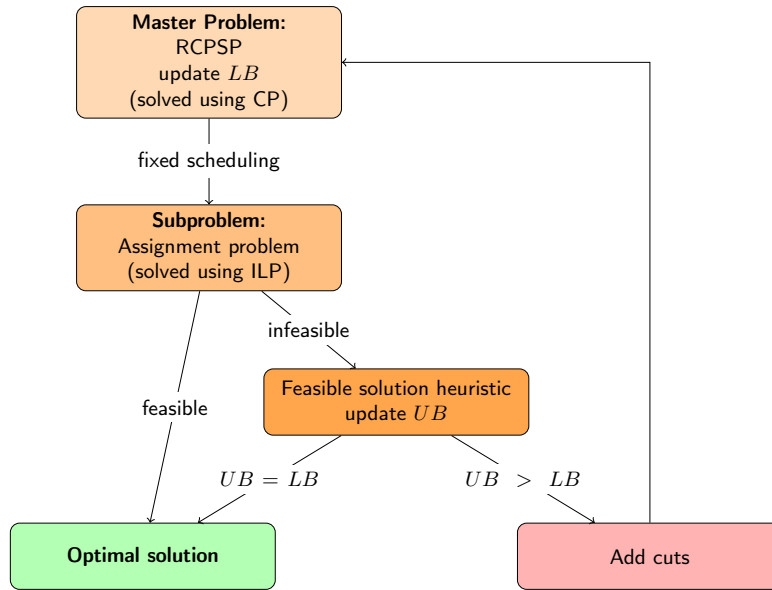 Master Problem:
RCPSP
update LB
(solved using CP)
fixed scheduling
Subproblem:
Assignment problem
(solved using ILP)
infeasible
Feasible solution heuristic
update UB
feasible
UB = LB
UB > LB
Optimal solution
Add cuts